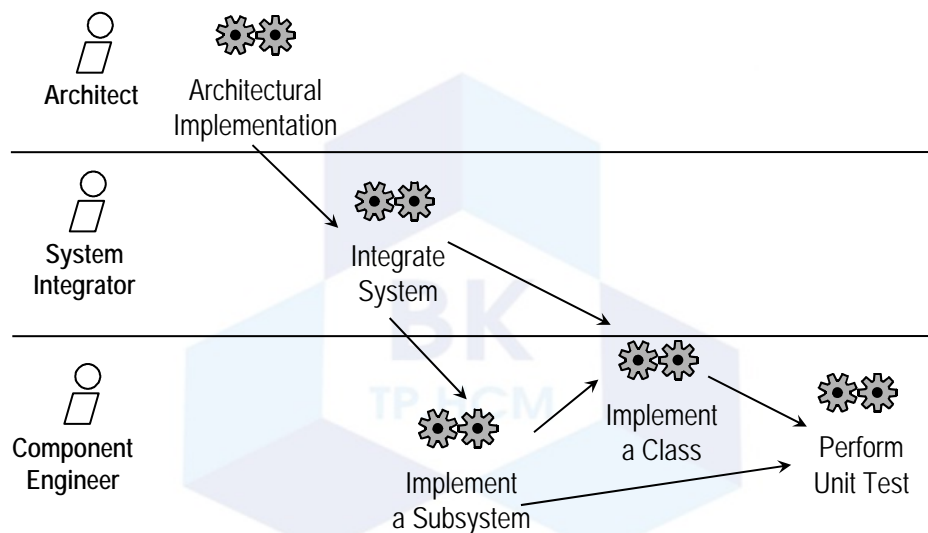 Architect
Architectural
Implementation
System
Integrator
Integrate
System
BK
TP.HCM
Component
Engineer
Implement
a Subsystem
Implement
a Class
Perform
Unit Test